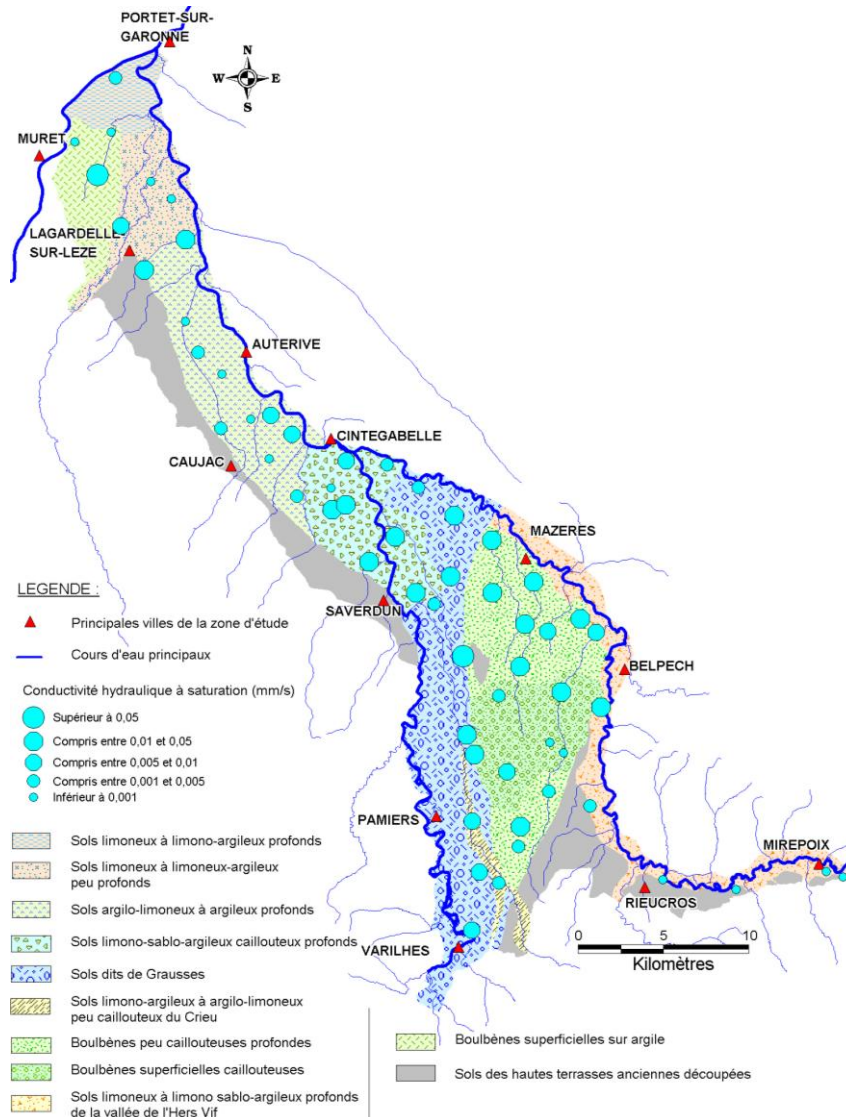 PORTET-SUR-
GARONNE
N
W
E
S
MURET
LAGARDELLE-
SUR-LEZE
AUTERIVE
CINTEGABELLE
CAUJAC
MAZERES
LEGENDE :
SAVERDUN
Principales villes de la zone d'étude
Cours d'eau principaux
BELPECH
Conductivité hydraulique à saturation (mm/s)
Supérieur à 0,05
Compris entre 0,01 et 0,05
Compris entre 0,005 et 0,01
Compris entre 0,001 et 0,005
Inférieur à 0,001
PAMIERS
MIREPOIX
RIEUCROS
VARILHES
0 5 10
Kilomètres
Sols limoneux à limono-argileux profonds
Sols limoneux à limoneux-argileux
peu profonds
Sols argilo-limoneux à argileux profonds
Sols limono-sablo-argileux caillouteux profonds
Sols dits de Grausses
Sols limono-argileux à argilo-limoneux
peu caillouteux du Crieu
Boulbènes peu caillouteuses profondes
Boulbènes superficielles caillouteuses
Sols limoneux à limono sablo-argileux profonds
de la vallée de l'Hers Vif
Boulbènes superficielles sur argile
Sols des hautes terrasses anciennes découpées